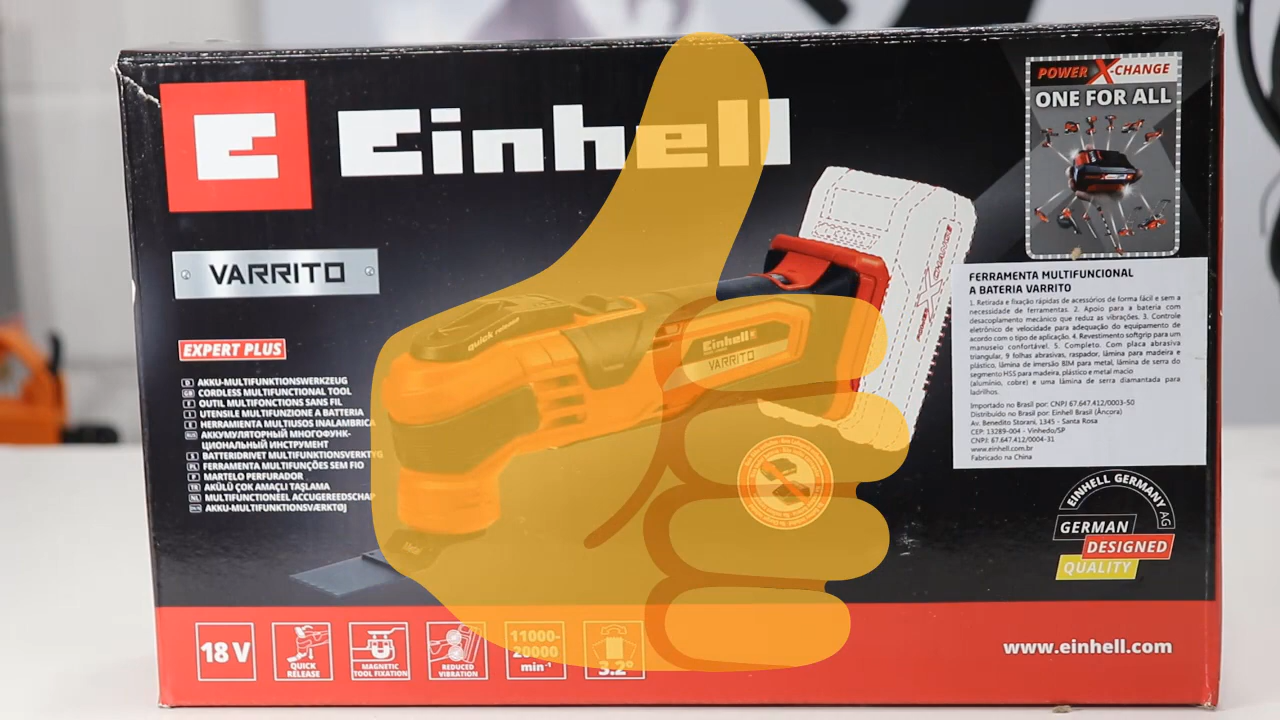 Einhell
VARRITO
EXPERT PLUS
D AKKU-MULTIFUNKTIONSWERKZEUG
GB CORDLESS MULTIFUNCTIONAL TOOL
F OUTIL MULTIFONCTIONS SANS FIL
I UTENSILE MULTIFUNZIONE A BATTERIA
E HERRAMIENTA MULTIUSOS INALAMBRICA
RUS АККУМУЛЯТОРНЫЙ МНОГОФУНК-
ЦИОНАЛЬНЫЙ ИНСТРУМЕНТ
S BATTERIDRIVET MULTIFUNKTIONSVERKTYG
PL FERRAMENTA MULTIFUNÇÕES SEM FIO
P MARTELO PERFURADOR
TR AKÜLÜ ÇOK AMAÇLI TAŞLAMA
NL MULTIFUNCTIONEEL ACCUGEREEDSCHAP
AKKU-MULTIFUNKTIONSVÆRKTØJ
quick release
Einhell
VARRITO
X-CHANGE
POWER X-CHANGE
ONE FOR ALL
FERRAMENTA MULTIFUNCIONAL
A BATERIA VARRITO
1. Retirada e fixação rápidas de acessórios de forma fácil e sem a
necessidade de ferramentas. 2. Apoio para a bateria com
desacoplamento mecânico que reduz as vibrações. 3. Controle
eletrônico de velocidade para adequação do equipamento de
acordo com o tipo de aplicação. 4. Revestimento softgrip para um
manuseio confortável. 5. Completo. Com placa abrasiva
triangular, 9 folhas abrasivas, raspador, lâmina para madeira e
plástico, lâmina de imersão BIM para metal, lâmina de serra do
segmento HSS para madeira, plástico e metal macio
(alumínio, cobre) e uma lâmina de serra diamantada para
ladrilhos.
Importado no Brasil por: CNPJ 67.647.412/0003-50
Distribuido no Brasil por: Einhell Brasil (Âncora)
Av. Benedito Storani, 1345 - Santa Rosa
CEP: 13289-004 - Vinhedo/SP
CNPJ: 67.647.412/0004-31
www.einhell.com.br
Fabricado na China
EINHELL GERMANY AG
GERMAN
DESIGNED
QUALITY
18 V
QUICK
RELEASE
MAGNETIC
TOOL FIXATION
REDUCED
VIBRATION
11000-
20000
min-1
3.2°
www.einhell.com